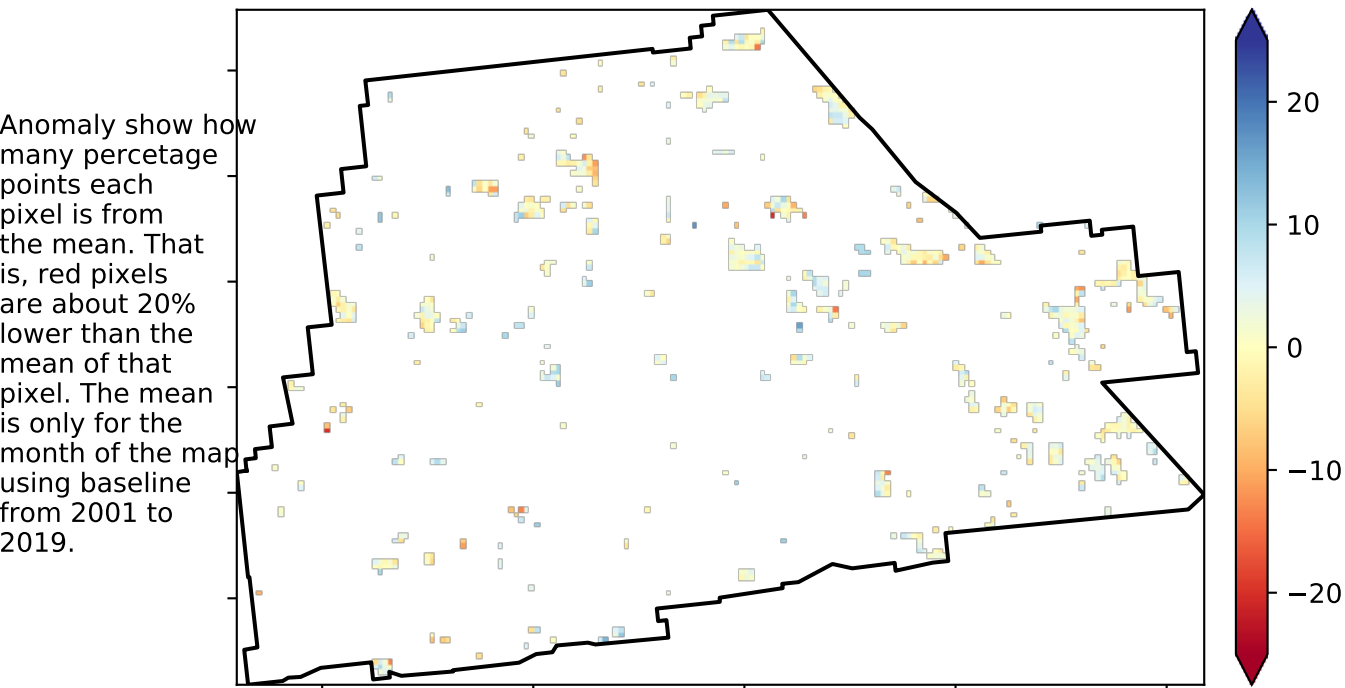 Anomaly show how
many percetage
points each
pixel is from
the mean. That
is, red pixels
are about 20%
lower than the
mean of that
pixel. The mean
is only for the
month of the map
using baseline
from 2001 to
2019.
20
10
0
−10
−20